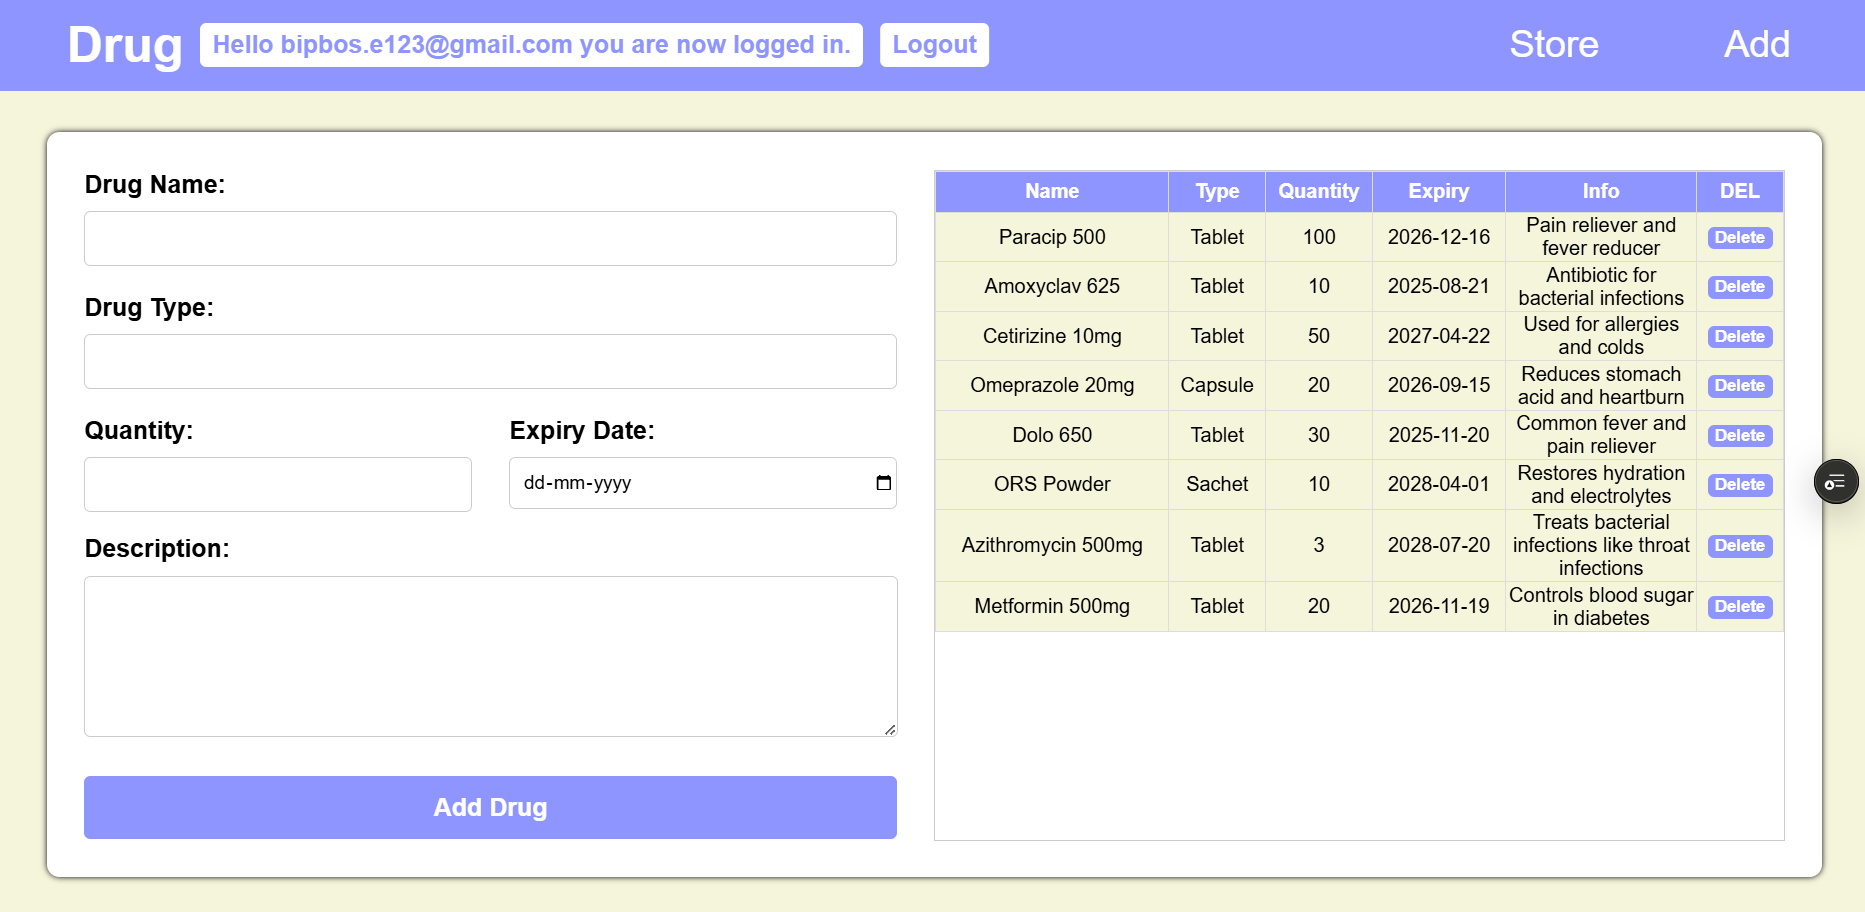 Drug Hello bipbos.e123@gmail.com you are now logged in. Logout Store Add
Drug Name:
Drug Type:
Quantity: Expiry Date:
dd-mm-yyyy
Description:
Add Drug
Name Type Quantity Expiry Info DEL
Paracip 500 Tablet 100 2026-12-16 Pain reliever and
fever reducer Delete
Amoxyclav 625 Tablet 10 2025-08-21 Antibiotic for
bacterial infections Delete
Cetirizine 10mg Tablet 50 2027-04-22 Used for allergies
and colds Delete
Omeprazole 20mg Capsule 20 2026-09-15 Reduces stomach
acid and heartburn Delete
Dolo 650 Tablet 30 2025-11-20 Common fever and
pain reliever Delete
ORS Powder Sachet 10 2028-04-01 Restores hydration
and electrolytes Delete
Azithromycin 500mg Tablet 3 2028-07-20 Treats bacterial
infections like throat
infections Delete
Metformin 500mg Tablet 20 2026-11-19 Controls blood sugar
in diabetes Delete